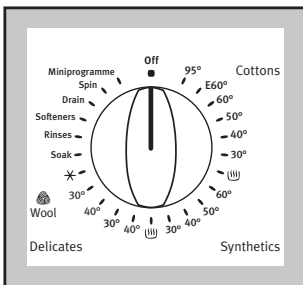 Off
95°
Cottons
E60°
60°
50°
40°
30°
60°
50°
40°
30°
Synthetics
40°
30°
Delicates
40°
30°
Wool
Soak
Rinses
Softeners
Drain
Spin
Miniprogramme